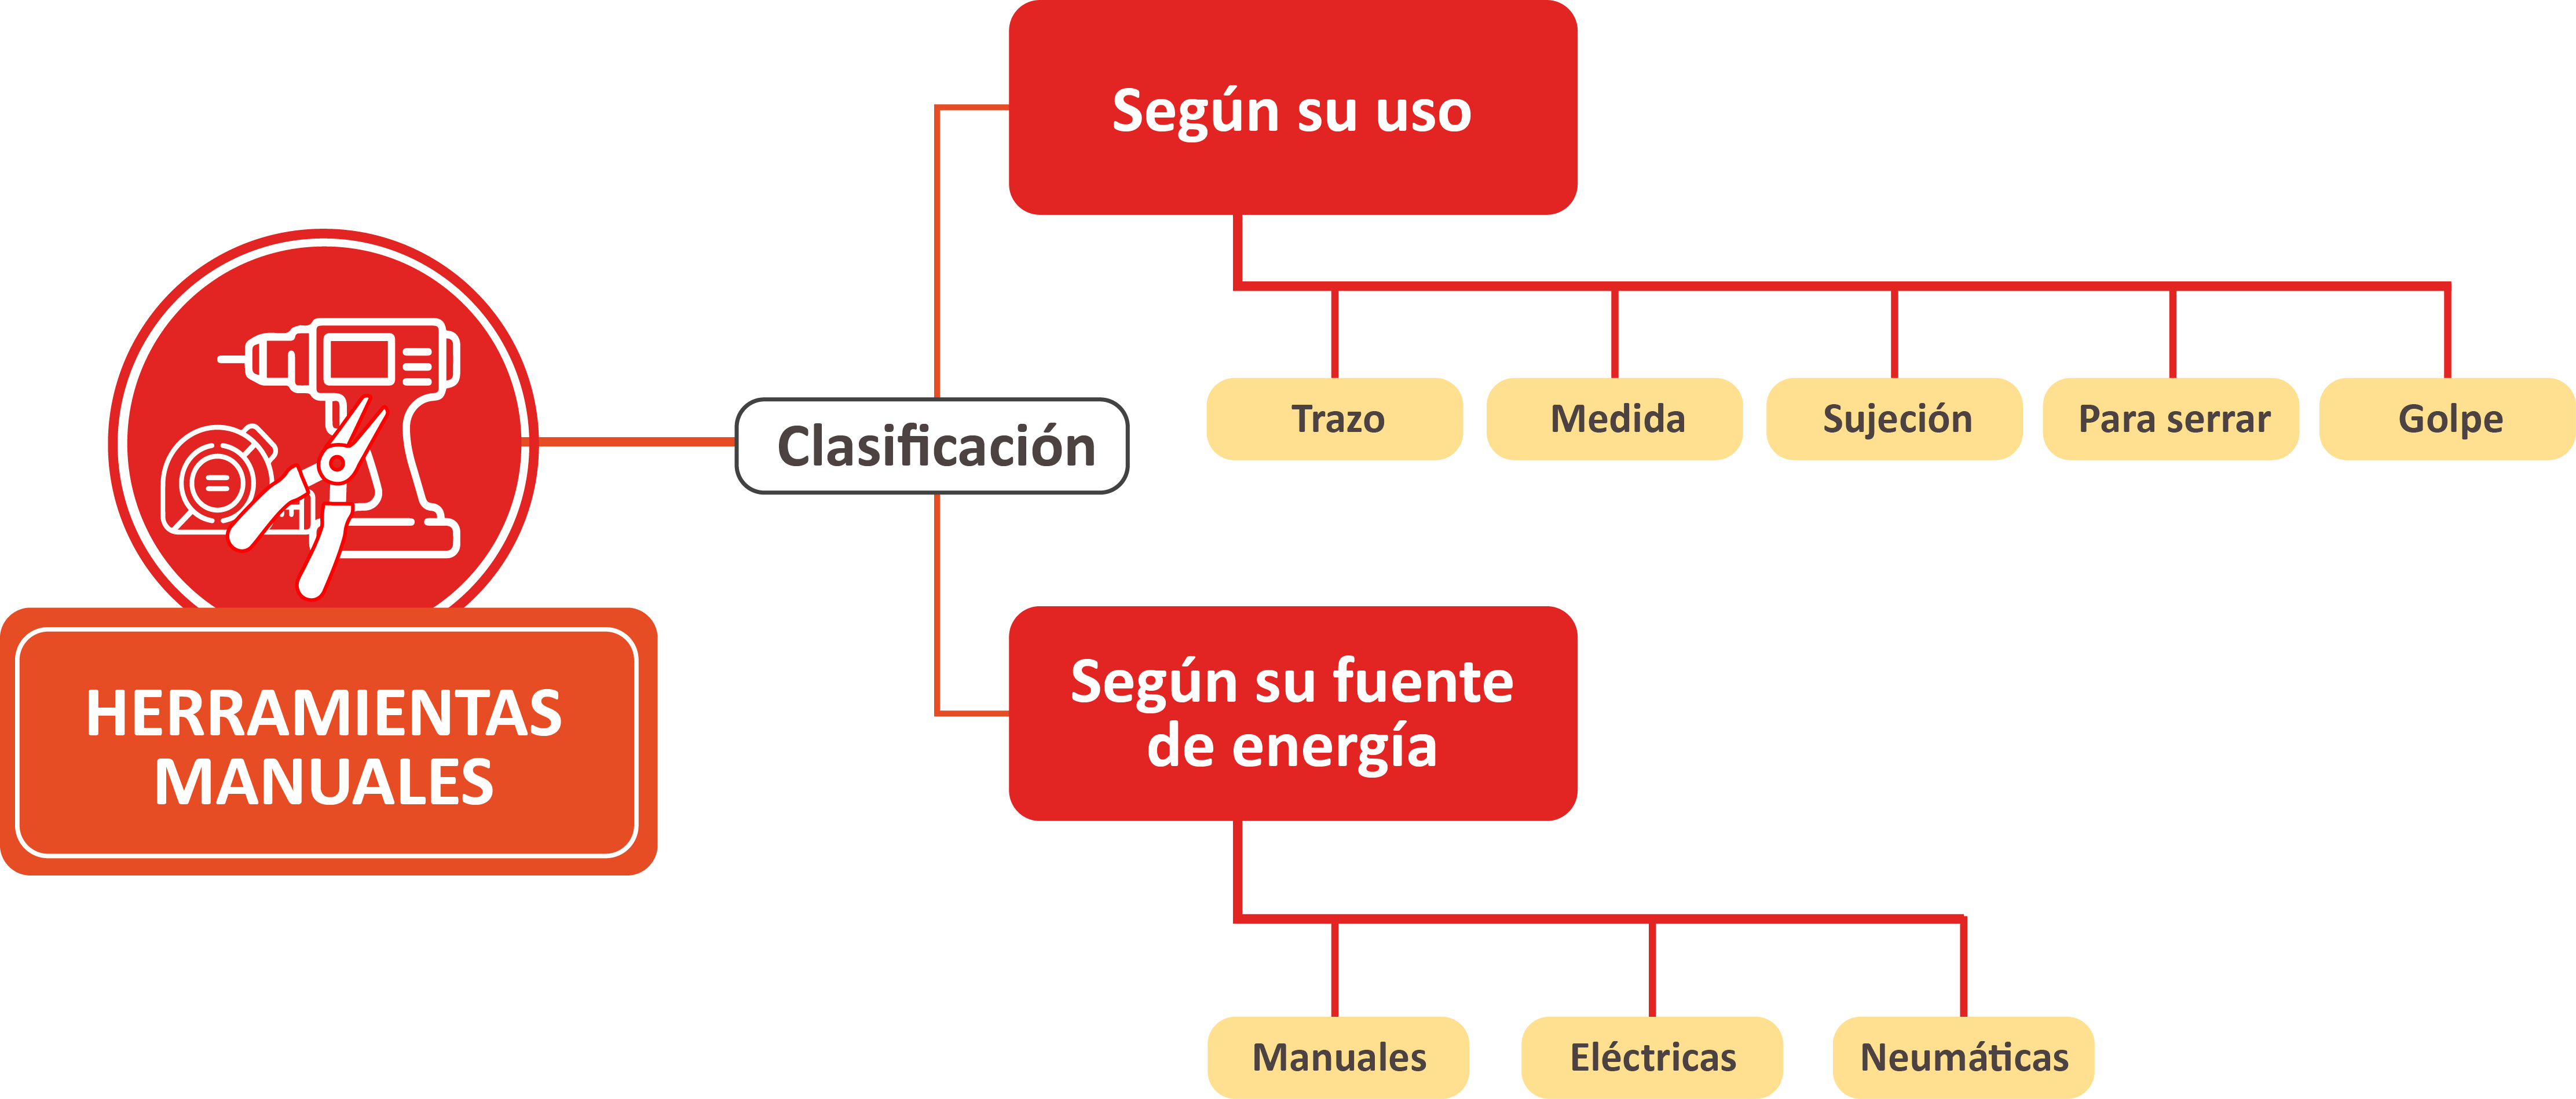 Según su uso
Trazo
Medida
Sujeción
Para serrar
Golpe
Clasificación
HERRAMIENTAS
MANUALES
Según su fuente
de energía
Manuales
Eléctricas
Neumáticas